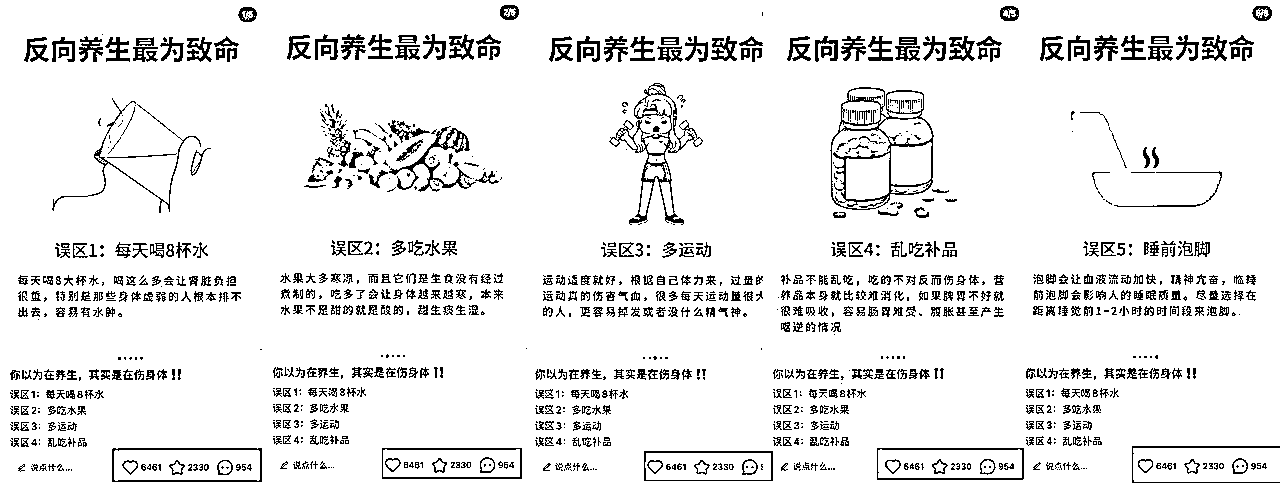 1/5
反向养生最为致命
误区1：每天喝8杯水
每天喝8大杯水，喝这么多会让肾脏负担
很重，特别是那些身体虚弱的人根本排不
出去，容易有水肿。
你以为在养生，其实是在伤身体！！
误区1：每天喝8杯水
误区2：多吃水果
误区3：多运动
误区4：乱吃补品
说点什么... 6461 2330 954
2/5
反向养生最为致命
误区2：多吃水果
水果大多寒凉，而且它们是生食没有经过
煮制的，吃多了会让身体越来越寒，本来
水果不是甜的就是酸的，甜生痰生湿。
你以为在养生，其实是在伤身体！！
误区1：每天喝8杯水
误区2：多吃水果
误区3：多运动
误区4：乱吃补品
说点什么... 6461 2330 954
反向养生最为致命
误区3：多运动
运动适度就好，根据自己体力来，过量的
运动真的伤害气血，很多每天运动量很大
的人，更容易掉发或者没什么精气神。
你以为在养生，其实是在伤身体！！
误区1：每天喝8杯水
误区2：多吃水果
误区3：多运动
误区4：乱吃补品
说点什么... 6461 2330
4/5
反向养生最为致命
误区4：乱吃补品
补品不能乱吃，吃的不对反而伤身体，营
养品本身就比较难消化，如果脾胃不好就
很难吸收，容易肠胃难受、腹胀甚至产生
呕逆的情况
你以为在养生，其实是在伤身体！！
误区1：每天喝8杯水
误区2：多吃水果
误区3：多运动
误区4：乱吃补品
说点什么... 6461 2330 954
反向养生最为致命
误区5：睡前泡脚
泡脚会让血液流动加快，精神亢奋，临睡
前泡脚会影响人的睡眠质量。尽量选择在
距离睡觉前1-2小时的时间段来泡脚。
你以为在养生，其实是在伤身体！！
误区1：每天喝8杯水
误区2：多吃水果
误区3：多运动
误区4：乱吃补品
说点什么... 6461 2330 954